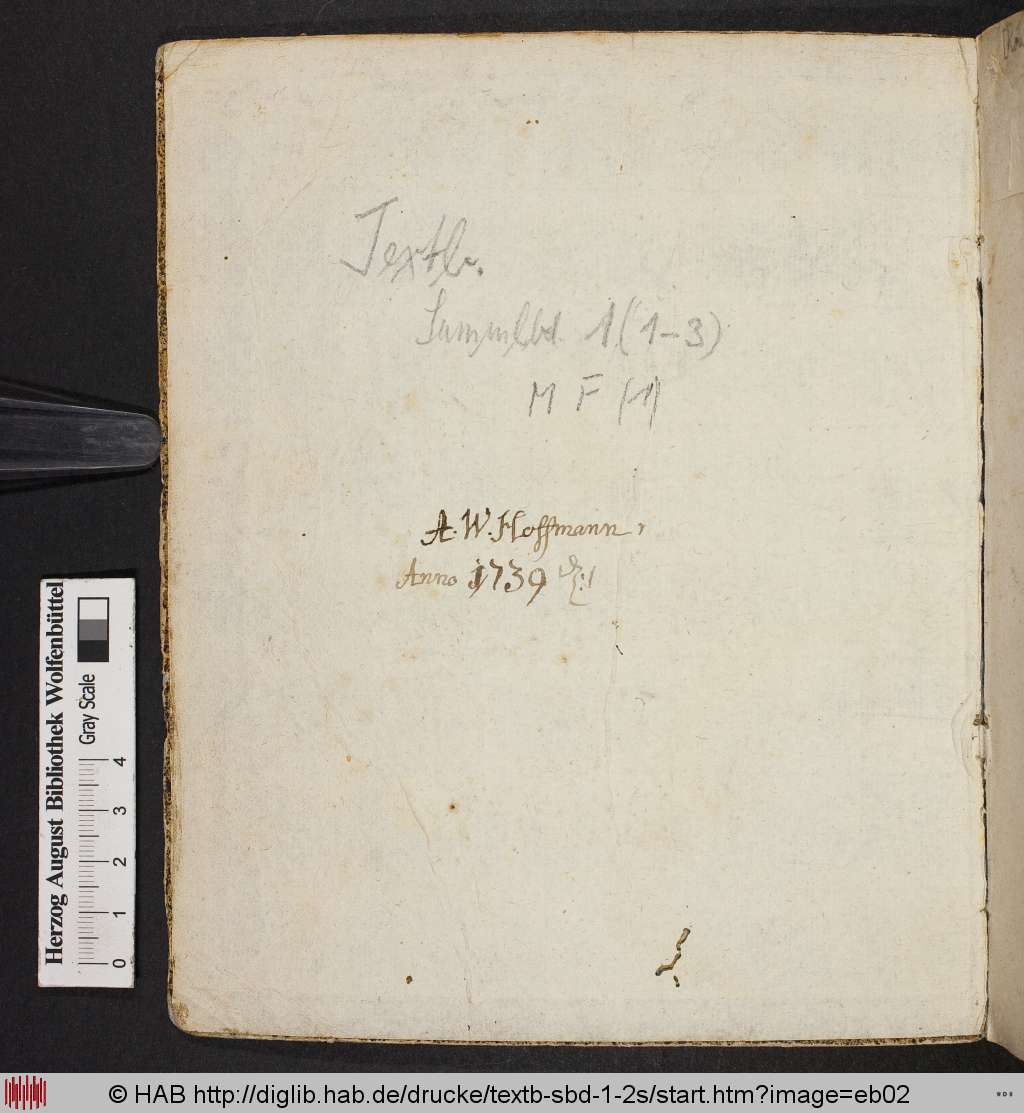 Textb.
Sammelbd. 1 (1-3)
M F (1)
A. W. Hoffmann
Anno 1739
Herzog August Bibliothek Wolfenbüttel
Gray Scale
0 1 2 3 4
© HAB http://diglib.hab.de/drucke/textb-sbd-1-2s/start.htm?image=eb02